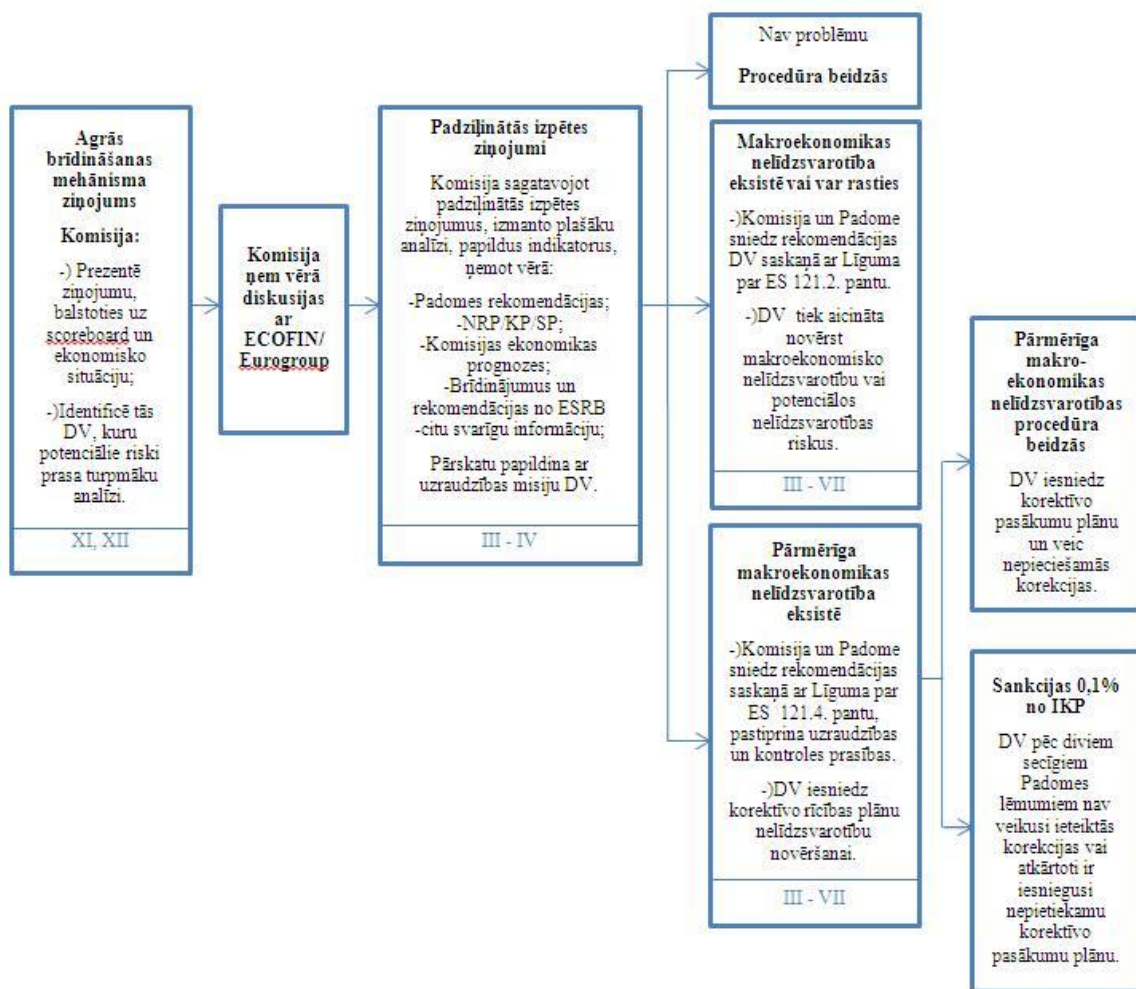 Agrās
brīdināšanas
mehānisma
ziņojums
Komisija:
-) Prezentē
ziņojumu,
balstoties uz
scoreboard un
ekonomisko
situāciju;
-)Identificē tās
DV, kuru
potenciālie riski
prasa turpmāku
analīzi.
XI, XII
Komisija
ņem vērā
diskusijas
ar
ECOFIN/
Eurogroup
Padziļinātās izpētes
ziņojumi
Komisija sagatavojot
padziļinātās izpētes
ziņojumus, izmanto plašāku
analīzi, papildus indikatorus,
ņemot vērā:
-Padomes rekomendācijas;
-NRP/KP/SP;
-Komisijas ekonomikas
prognozes;
-Brīdinājumus un
rekomendācijas no ESRB
-citu svarīgu informāciju;
Pārskatu papildina ar
uzraudzības misiju DV.
III - IV
Nav problēmu
Procedūra beidzās
Makroekonomikas
nelīdzsvarotība
eksistē vai var rasties
-)Komisija un Padome
sniedz rekomendācijas
DV saskaņā ar Līguma
par ES 121.2. pantu.
-)DV tiek aicināta
novērst
makroekonomisko
nelīdzsvarotību vai
potenciālos
nelīdzsvarotības
riskus.
III - VII
Pārmērīga
makroekonomikas
nelīdzsvarotība
eksistē
-)Komisija un Padome
sniedz rekomendācijas
saskaņā ar Līguma par
ES 121.4. pantu,
pastiprina uzraudzības
un kontroles prasības.
-)DV iesniedz
korektīvo rīcības plānu
nelīdzsvarotību
novēršanai.
III - VII
Pārmērīga
makro-
ekonomikas
nelīdzsvarotības
procedūra
beidzās
DV iesniedz
korektīvo
pasākumu plānu
un veic
nepieciešamās
korekcijas.
Sankcijas 0,1%
no IKP
DV pēc diviem
secīgiem
Padomes
lēmumiem nav
veikusi ieteiktās
korekcijas vai
atkārtoti ir
iesniegusi
nepietiekamu
korektīvo
pasākumu plānu.